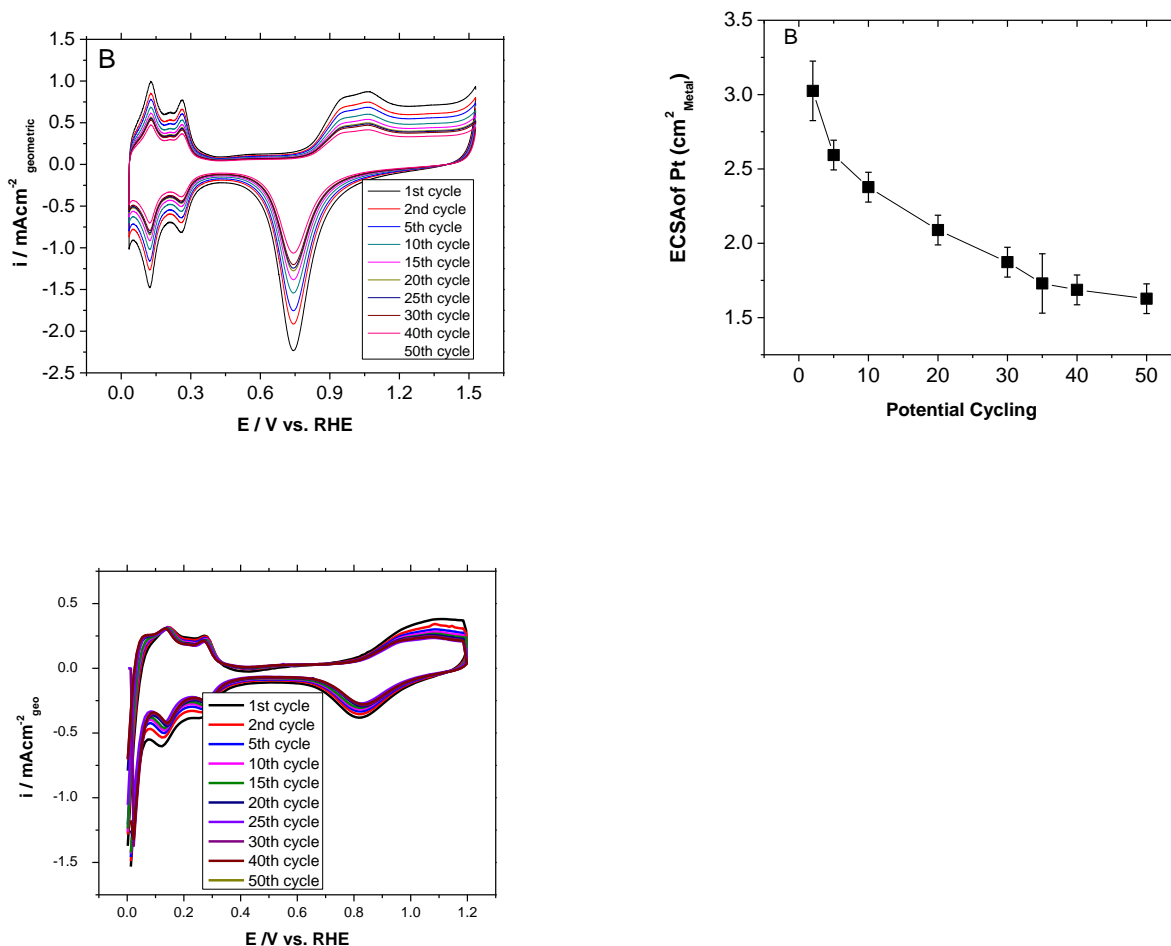 B
1.5
1.0
0.5
0.0
-0.5
-1.0
-1.5
-2.0
-2.5
i / mAcm-2 geometric
1st cycle
2nd cycle
5th cycle
10th cycle
15th cycle
20th cycle
25th cycle
30th cycle
40th cycle
50th cycle
0.0 0.3 0.6 0.9 1.2 1.5
E / V vs. RHE
B
3.5
3.0
2.5
2.0
1.5
ECSAof Pt (cm2 Metal)
0 10 20 30 40 50
Potential Cycling
0.5
0.0
-0.5
-1.0
-1.5
i / mAcm-2 geo
1st cycle
2nd cycle
5th cycle
10th cycle
15th cycle
20th cycle
25th cycle
30th cycle
40th cycle
50th cycle
0.0 0.2 0.4 0.6 0.8 1.0 1.2
E /V vs. RHE